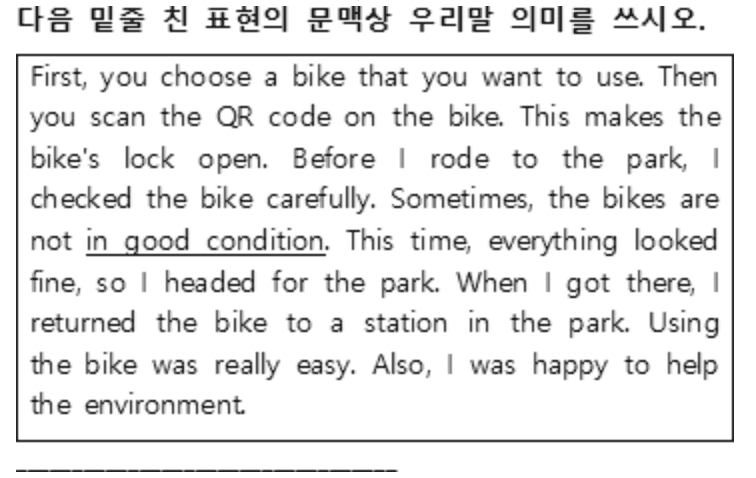 다음 밑줄 친 표현의 문맥상 우리말 의미를 쓰시오.
First, you choose a bike that you want to use. Then
you scan the QR code on the bike. This makes the
bike's lock open. Before I rode to the park, I
checked the bike carefully. Sometimes, the bikes are
not in good condition. This time, everything looked
fine, so I headed for the park. When I got there, I
returned the bike to a station in the park. Using
the bike was really easy. Also, I was happy to help
the environment.